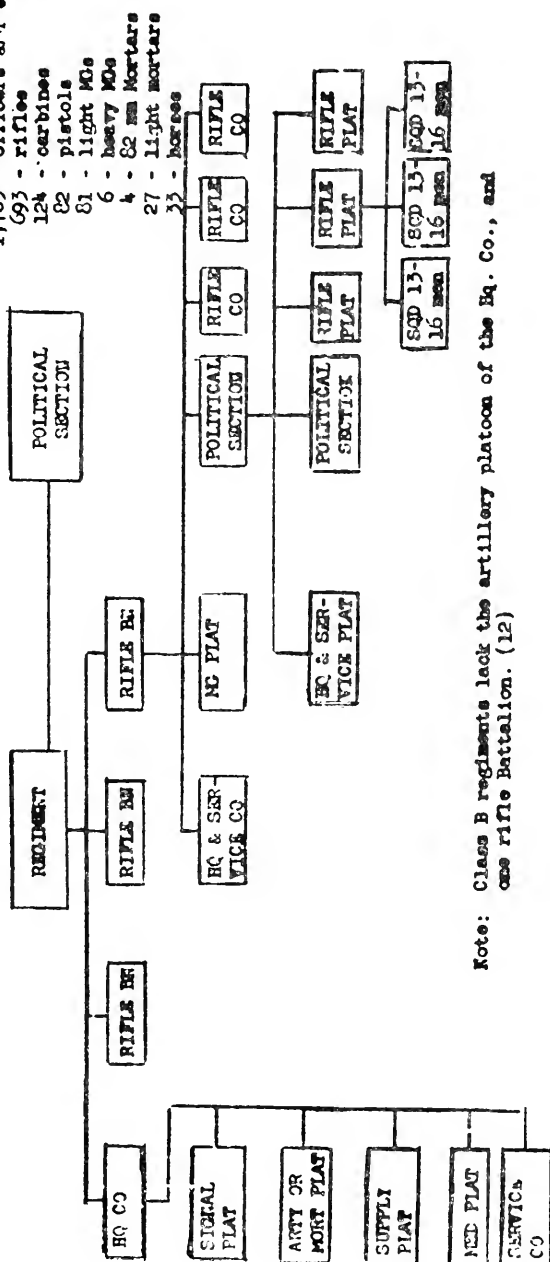 693 - rifles
124 - carbines
82 - pistols
81 - light MGs
6 - heavy MGs
4 - 82 mm Mortars
27 - light mortars
33 - horses
POLITICAL
SECTION
REGIMENT
HQ CO
RIFLE BN
RIFLE BN
RIFLE BN
SIGNAL
PLAT
ARTY OR
MORT PLAT
SUPPLY
PLAT
MED PLAT
SERVICE
CO
HQ & SER-
VICE CO
MG PLAT
POLITICAL
SECTION
RIFLE
CO
RIFLE
CO
RIFLE
CO
HQ & SER-
VICE PLAT
POLITICAL
SECTION
RIFLE
PLAT
RIFLE
PLAT
RIFLE
PLAT
SQD 13-
16 men
SQD 13-
16 men
SQD 13-
16 men
Note: Class B regiments lack the artillery platoon of the Hq. Co., and
one rifle Battalion. (12)